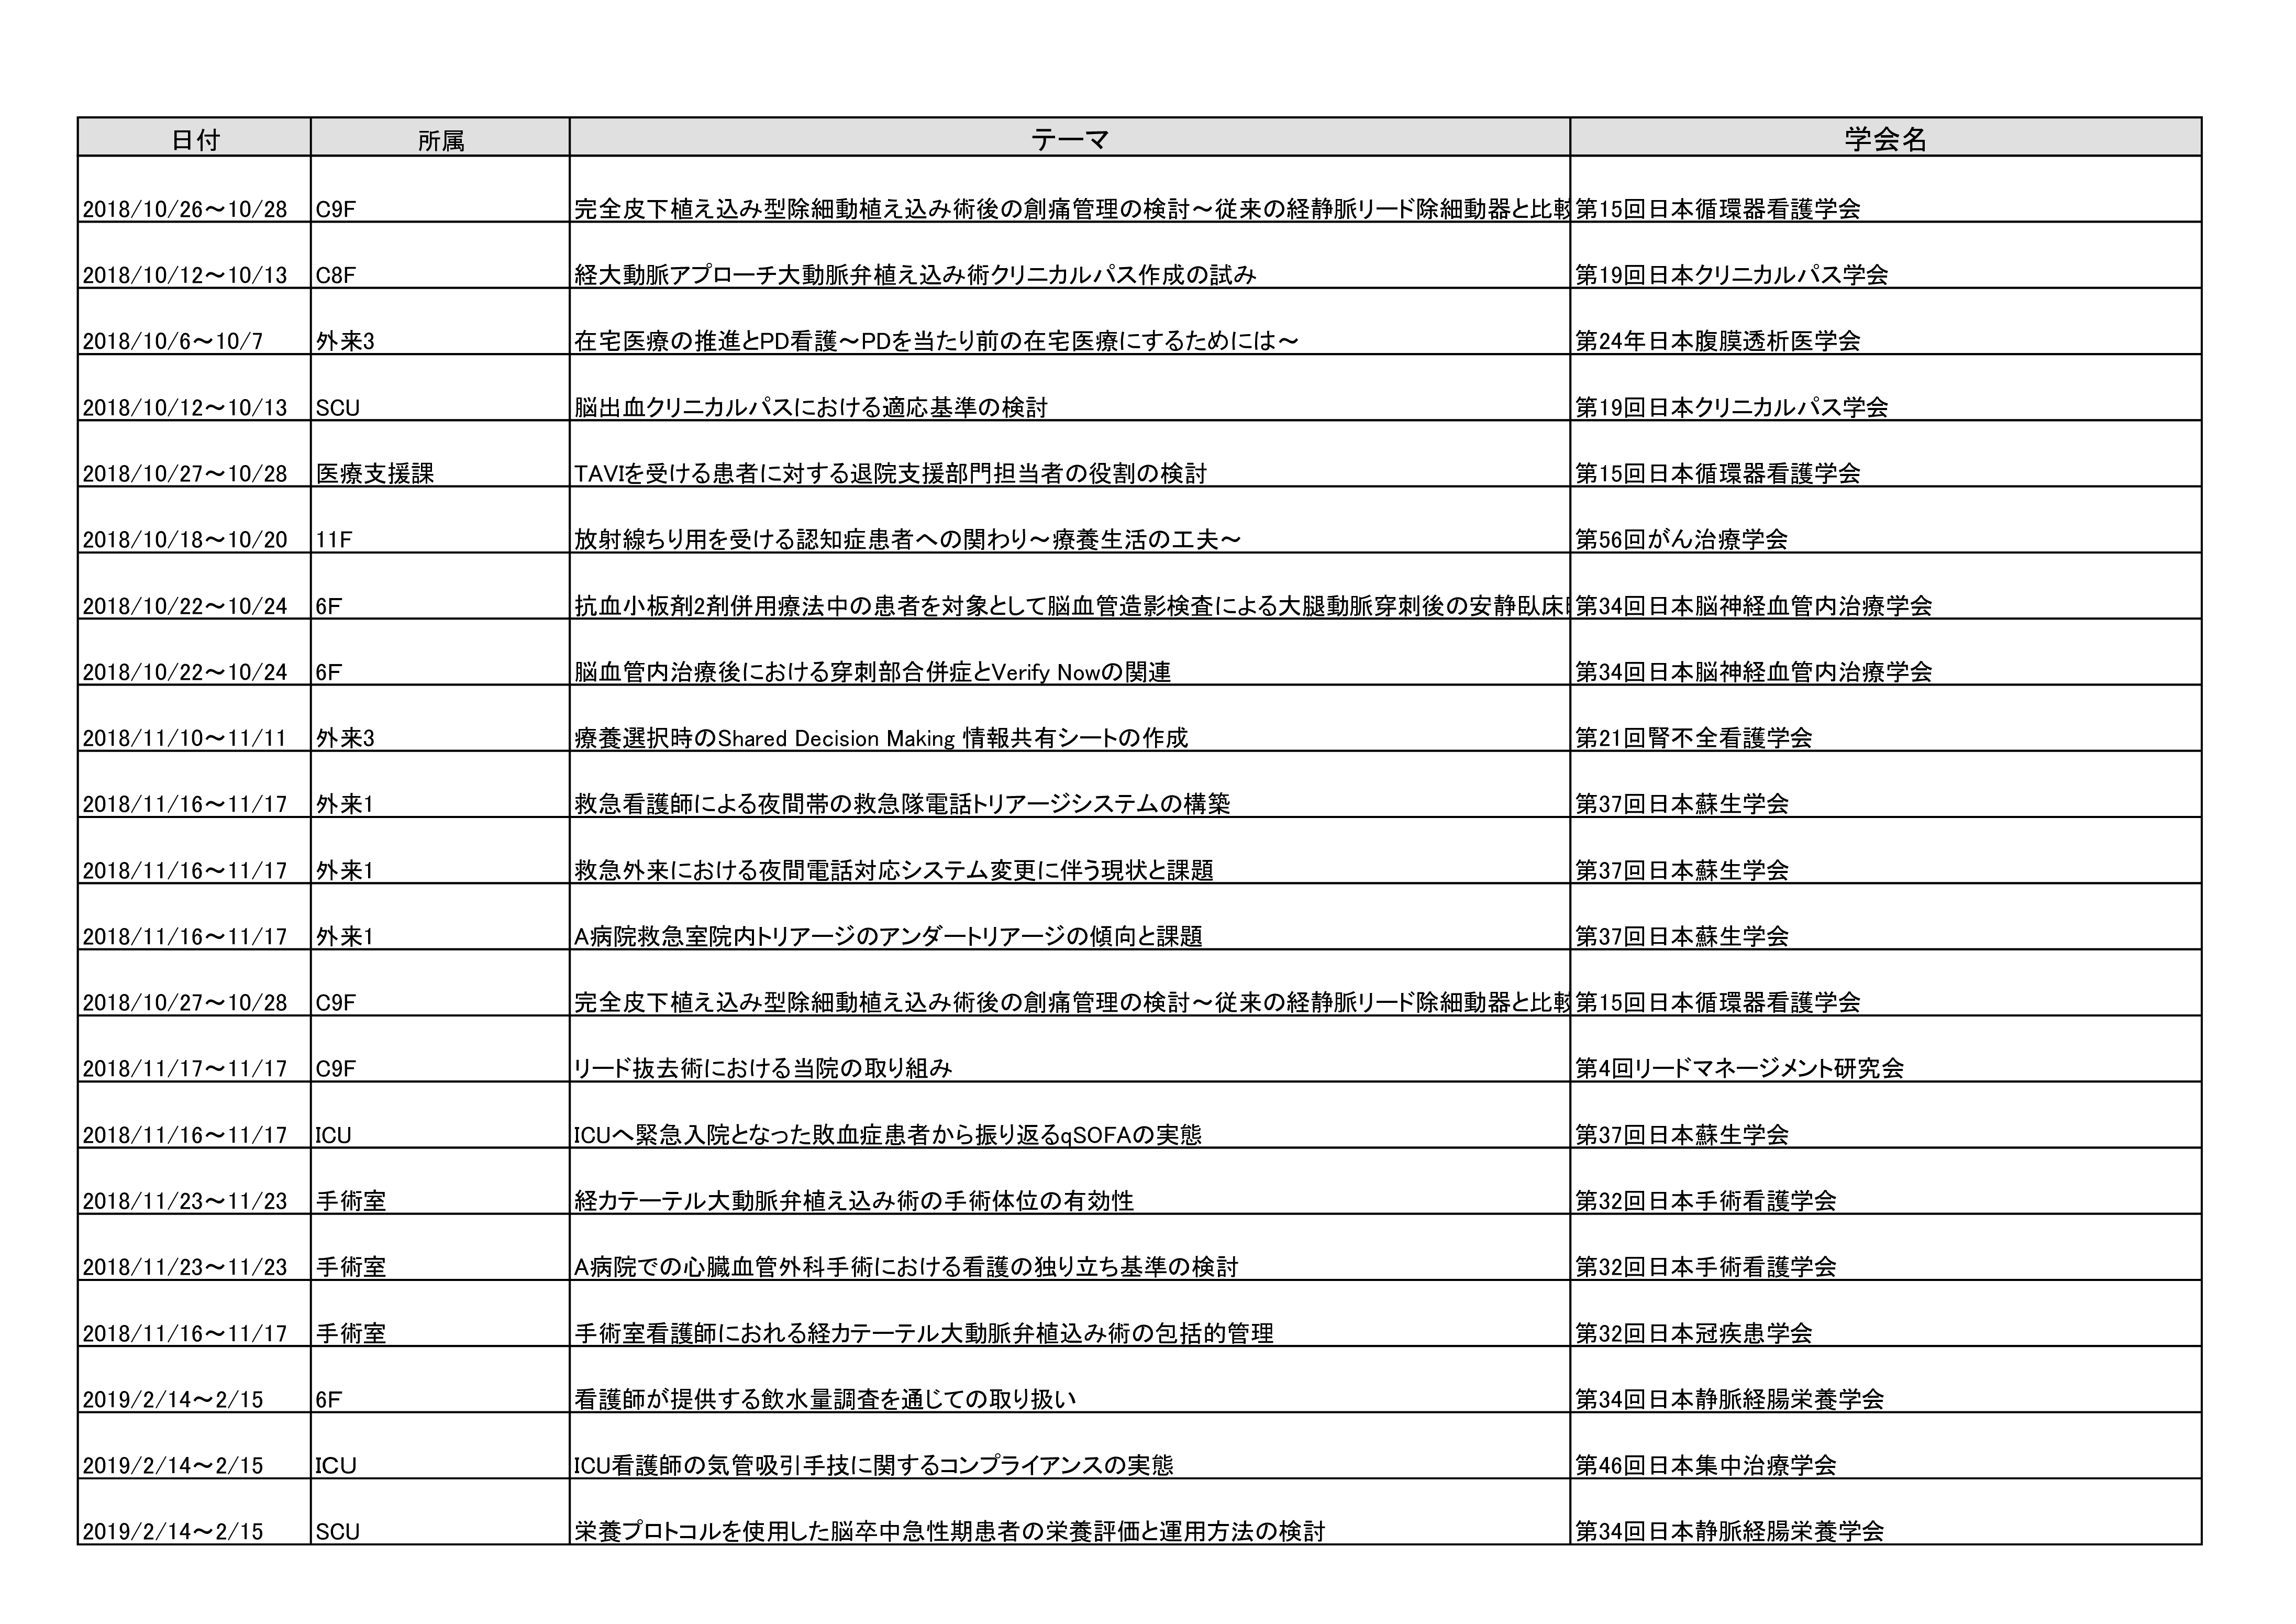 日付 所属 テーマ 学会名
2018/10/26～10/28 C9F 完全皮下植え込み型除細動植え込み術後の創痛管理の検討～従来の経静脈リード除細動器と比較 第15回日本循環器看護学会
2018/10/12～10/13 C8F 経大動脈アプローチ大動脈弁植え込み術クリニカルパス作成の試み 第19回日本クリニカルパス学会
2018/10/6～10/7 外来3 在宅医療の推進とPD看護～PDを当たり前の在宅医療にするためには～ 第24年日本腹膜透析医学会
2018/10/12～10/13 SCU 脳出血クリニカルパスにおける適応基準の検討 第19回日本クリニカルパス学会
2018/10/27～10/28 医療支援課 TAVIを受ける患者に対する退院支援部門担当者の役割の検討 第15回日本循環器看護学会
2018/10/18～10/20 11F 放射線ちり用を受ける認知症患者への関わり～療養生活の工夫～ 第56回がん治療学会
2018/10/22～10/24 6F 抗血小板剤2剤併用療法中の患者を対象として脳血管造影検査による大腿動脈穿刺後の安静臥床 第34回日本脳神経血管内治療学会
2018/10/22～10/24 6F 脳血管内治療後における穿刺部合併症とVerify Nowの関連 第34回日本脳神経血管内治療学会
2018/11/10～11/11 外来3 療養選択時のShared Decision Making 情報共有シートの作成 第21回腎不全看護学会
2018/11/16～11/17 外来1 救急看護師による夜間帯の救急隊電話トリアージシステムの構築 第37回日本蘇生学会
2018/11/16～11/17 外来1 救急外来における夜間電話対応システム変更に伴う現状と課題 第37回日本蘇生学会
2018/11/16～11/17 外来1 A病院救急室院内トリアージのアンダートリアージの傾向と課題 第37回日本蘇生学会
2018/10/27～10/28 C9F 完全皮下植え込み型除細動植え込み術後の創痛管理の検討～従来の経静脈リード除細動器と比較 第15回日本循環器看護学会
2018/11/17～11/17 C9F リード抜去術における当院の取り組み 第4回リードマネージメント研究会
2018/11/16～11/17 ICU ICUへ緊急入院となった敗血症患者から振り返るqSOFAの実態 第37回日本蘇生学会
2018/11/23～11/23 手術室 経カテーテル大動脈弁植え込み術の手術体位の有効性 第32回日本手術看護学会
2018/11/23～11/23 手術室 A病院での心臓血管外科手術における看護の独り立ち基準の検討 第32回日本手術看護学会
2018/11/16～11/17 手術室 手術室看護師におれる経カテーテル大動脈弁植込み術の包括的管理 第32回日本冠疾患学会
2019/2/14～2/15 6F 看護師が提供する飲水量調査を通じての取り扱い 第34回日本静脈経腸栄養学会
2019/2/14～2/15 ICU ICU看護師の気管吸引手技に関するコンプライアンスの実態 第46回日本集中治療学会
2019/2/14～2/15 SCU 栄養プロトコルを使用した脳卒中急性期患者の栄養評価と運用方法の検討 第34回日本静脈経腸栄養学会